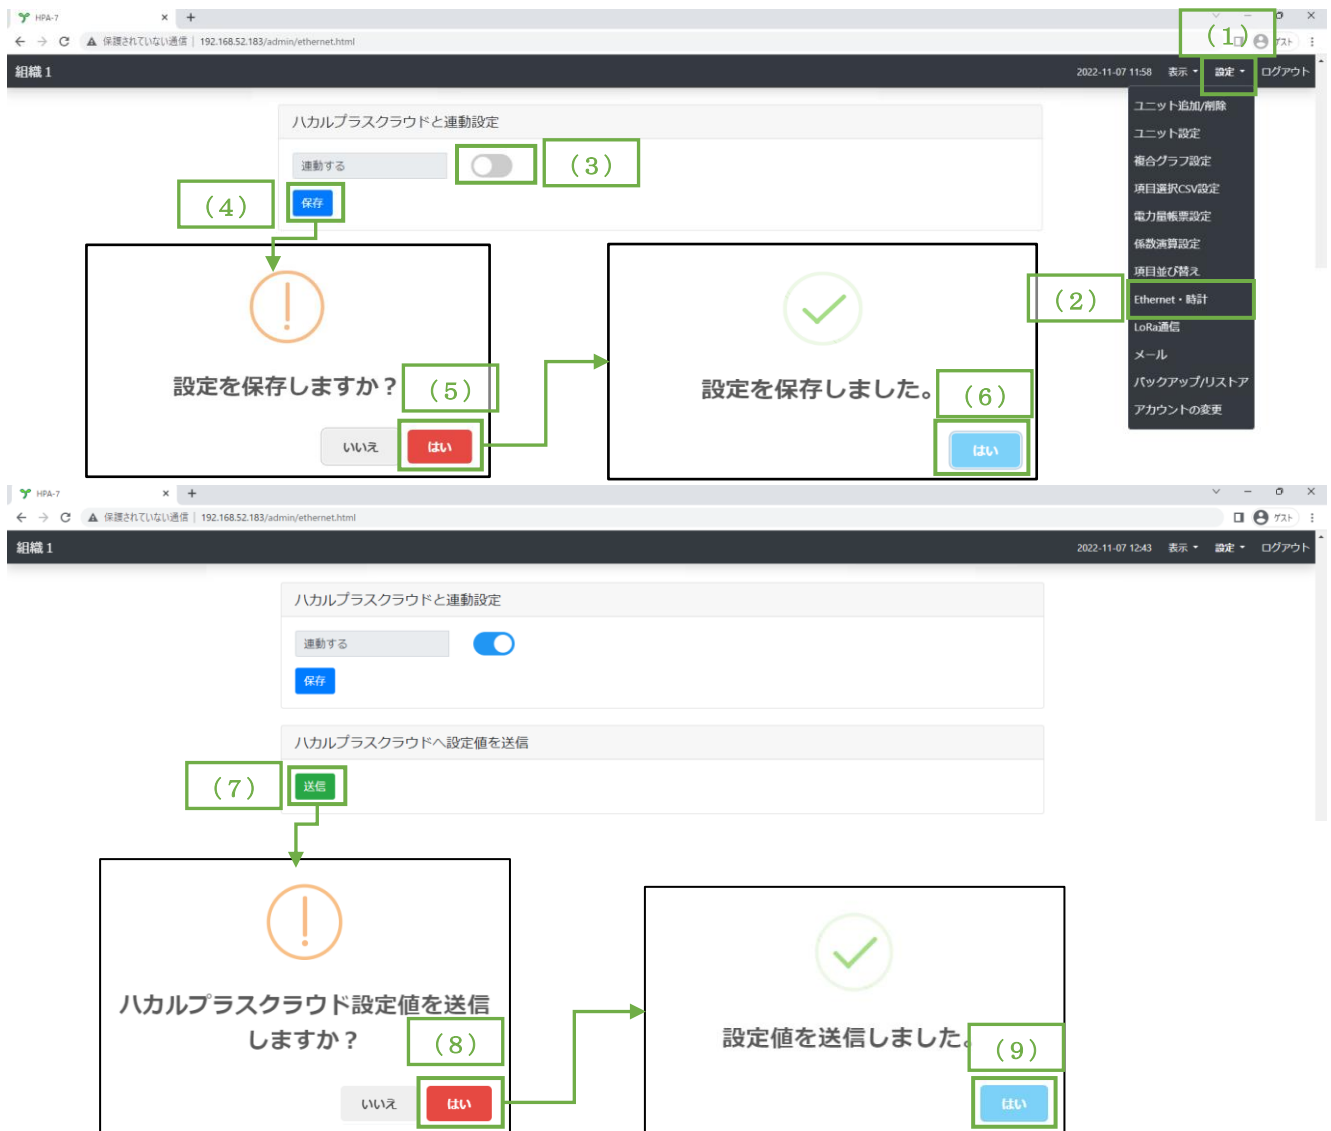 HPA-7
保護されていない通信 | 192.168.52.183/admin/ethernet.html
ゲスト
(1)
組織 1
2022-11-07 11:58 表示 設定 ログアウト
ユニット追加/削除
ユニット設定
複合グラフ設定
項目選択CSV設定
電力量帳票設定
係数演算設定
項目並び替え
(2)
Ethernet・時計
LoRa通信
メール
バックアップ/リストア
アカウントの変更
ハカルプラスクラウドと連動設定
連動する
(3)
(4)
保存
設定を保存しますか？
(5)
いいえ
はい
設定を保存しました。
(6)
はい
HPA-7
保護されていない通信 | 192.168.52.183/admin/ethernet.html
ゲスト
組織 1
2022-11-07 12:43 表示 設定 ログアウト
ハカルプラスクラウドと連動設定
連動する
保存
ハカルプラスクラウドへ設定値を送信
(7)
送信
ハカルプラスクラウド設定値を送信
しますか？
(8)
いいえ
はい
設定値を送信しました。
(9)
はい